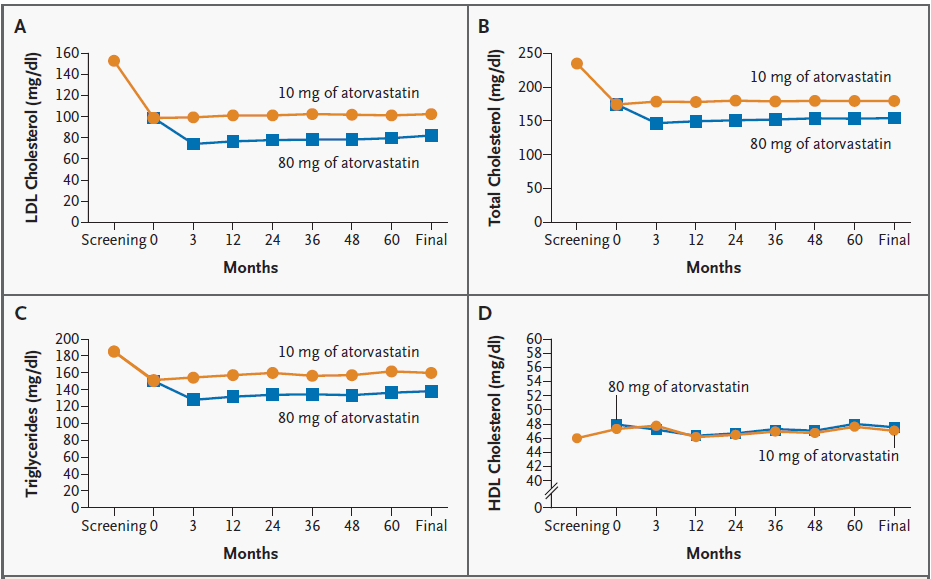 A
LDL Cholesterol (mg/dl)
160
140
120
100
80
60
40
20
0
10 mg of atorvastatin
80 mg of atorvastatin
Screening 0 3 12 24 36 48 60 Final
Months
B
Total Cholesterol (mg/dl)
250
200
150
100
50
0
10 mg of atorvastatin
80 mg of atorvastatin
Screening 0 3 12 24 36 48 60 Final
Months
C
Triglycerides (mg/dl)
200
180
160
140
120
100
80
60
40
20
0
10 mg of atorvastatin
80 mg of atorvastatin
Screening 0 3 12 24 36 48 60 Final
Months
D
HDL Cholesterol (mg/dl)
60
58
56
54
52
50
48
46
44
42
40
0
80 mg of atorvastatin
10 mg of atorvastatin
Screening 0 3 12 24 36 48 60 Final
Months